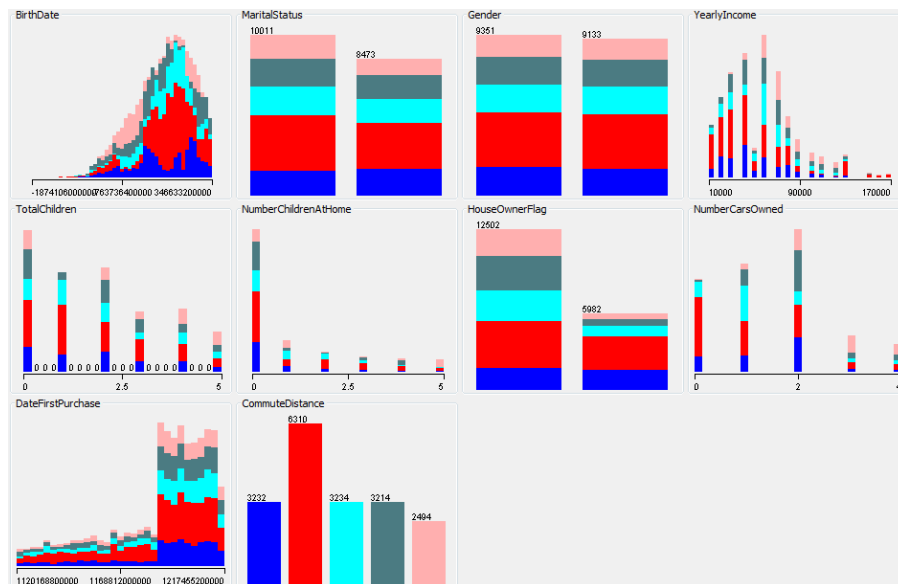 BirthDate MaritalStatus Gender YearlyIncome
10011 8473 9351 9133
-1874106000000 763736400000 346633200000 10000 90000 170000
TotalChildren NumberChildrenAtHome HouseOwnerFlag NumberCarsOwned
12502 5982
0 0 0 0 0 0 0 0 0 0 0 0 0 0 0 0
0 2.5 5 0 2.5 5 0 2 4
DateFirstPurchase CommuteDistance
3232 6310 3234 3214 2494
1120168800000 1168812000000 1217455200000